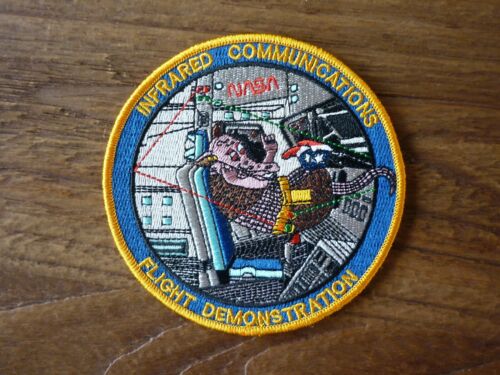 INFRARED COMMUNICATIONS
NASA
FLIGHT DEMONSTRATION